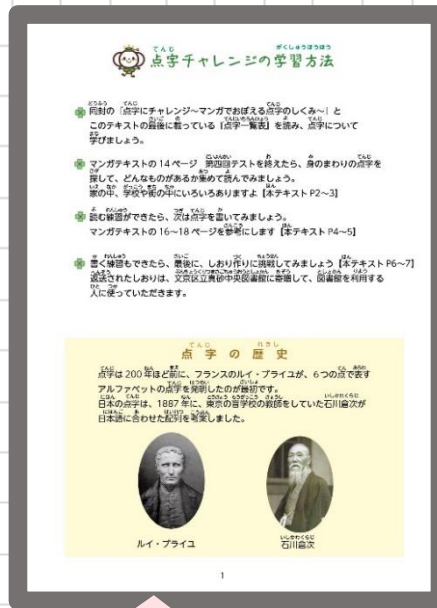 点字チャレンジの学習方法
同封の「点字にチャレンジ~マンガでおぼえる点字のしくみ~」と
このテキストの最後に載っている「点字一覧表」を読み、点字について
学びましょう。
マンガテキストの 14 ページ 第四回テストを終えたら、身のまわりの点字を
探して、どんなものがあるか集めて読んでみましょう。
家の中、学校や街の中にいろいろありますよ【本テキスト P2~3】
読む練習ができたら、次は点字を書いてみましょう。
マンガテキストの 16~18 ページを参考にします【本テキスト P4~5】
書く練習もできたら、最後に、しおり作りに挑戦してみましょう【本テキスト P6~7】
返送されたしおりは、文京区立真砂中央図書館に寄贈して、図書館を利用する
人に使っていただきます。
点字の歴史
点字は 200 年ほど前に、フランスのルイ・ブライユが、6つの点で表す
アルファベットの点字を発明したのが最初です。
日本の点字は、1887 年に、東京の盲学校の教師をしていた石川倉次が
日本語に合わせた配列を考案しました。
ルイ・ブライユ
石川倉次
1